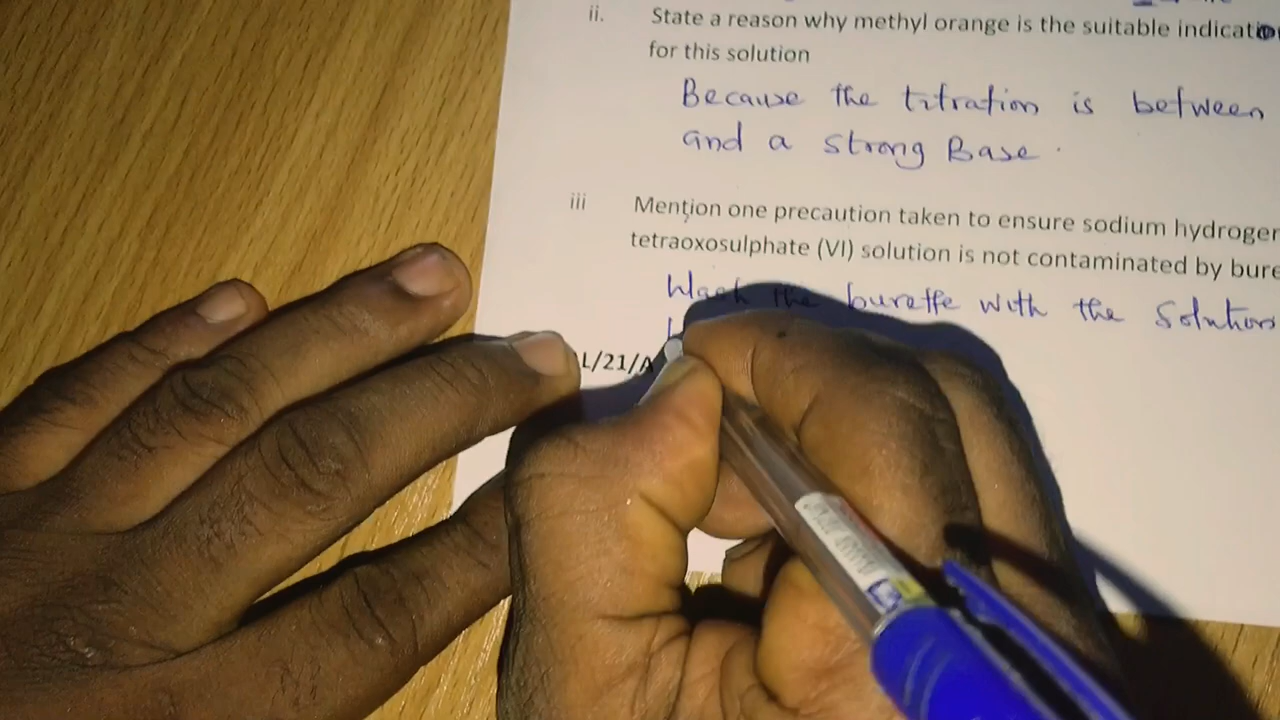 ii. State a reason why methyl orange is the suitable indicato
for this solution
Because the titration is between
and a strong Base.
iii Mention one precaution taken to ensure sodium hydrogen
tetraoxosulphate (VI) solution is not contaminated by bure
Wash the burette with the Solution
L/21/A